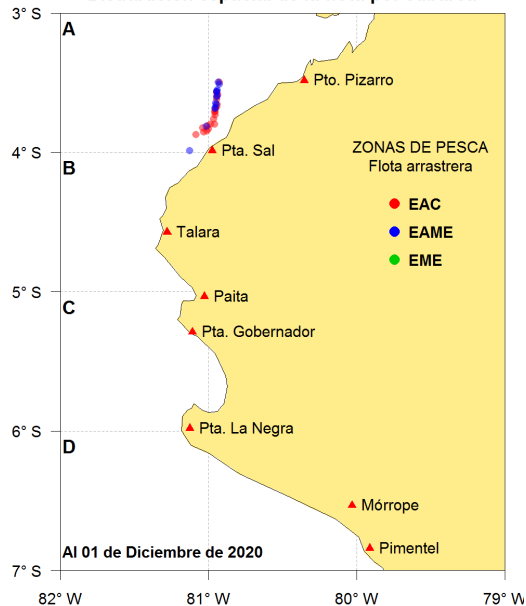 3° S
A
Pto. Pizarro
ZONAS DE PESCA
Flota arrastrera
4° S
B
Pta. Sal
EAC
Talara
EAME
EME
5° S
C
Paita
Pta. Gobernador
6° S
D
Pta. La Negra
Mórrope
Al 01 de Diciembre de 2020
Pimentel
7° S
82° W
81° W
80° W
79° W